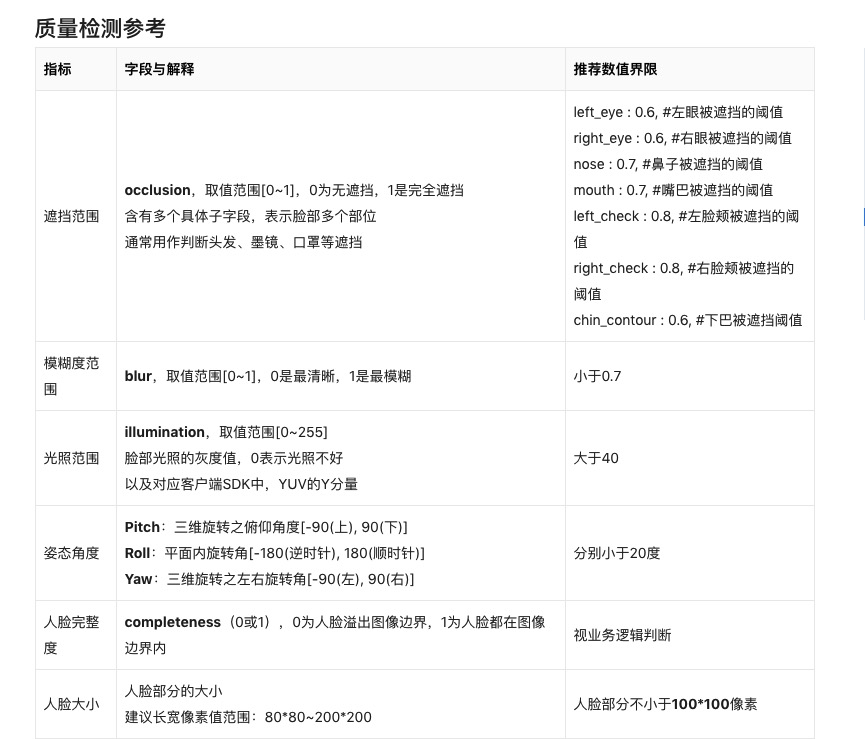 质量检测参考
指标
字段与解释
推荐数值界限
遮挡范围
occlusion，取值范围[0~1]，0为无遮挡，1是完全遮挡
含有多个具体子字段，表示脸部多个部位
通常用作判断头发、墨镜、口罩等遮挡
left_eye : 0.6, #左眼被遮挡的阈值
right_eye : 0.6, #右眼被遮挡的阈值
nose : 0.7, #鼻子被遮挡的阈值
mouth : 0.7, #嘴巴被遮挡的阈值
left_check : 0.8, #左脸颊被遮挡的阈
值
right_check : 0.8, #右脸颊被遮挡的
阈值
chin_contour : 0.6, #下巴被遮挡阈值
模糊度范
围
blur，取值范围[0~1]，0是最清晰，1是最模糊
小于0.7
光照范围
illumination，取值范围[0~255]
脸部光照的灰度值，0表示光照不好
以及对应客户端SDK中，YUV的Y分量
大于40
姿态角度
Pitch：三维旋转之俯仰角度[-90(上), 90(下)]
Roll：平面内旋转角[-180(逆时针), 180(顺时针)]
Yaw：三维旋转之左右旋转角[-90(左), 90(右)]
分别小于20度
人脸完整
度
completeness（0或1），0为人脸溢出图像边界，1为人脸都在图像
边界内
视业务逻辑判断
人脸大小
人脸部分的大小
建议长宽像素值范围：80*80~200*200
人脸部分不小于100*100像素